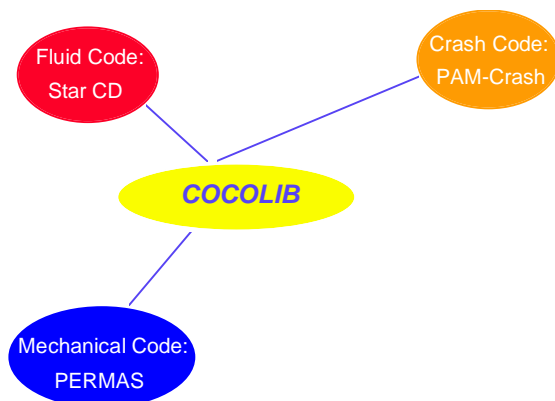 Fluid Code:
Star CD
Crash Code:
PAM-Crash
COCOLIB
Mechanical Code:
PERMAS